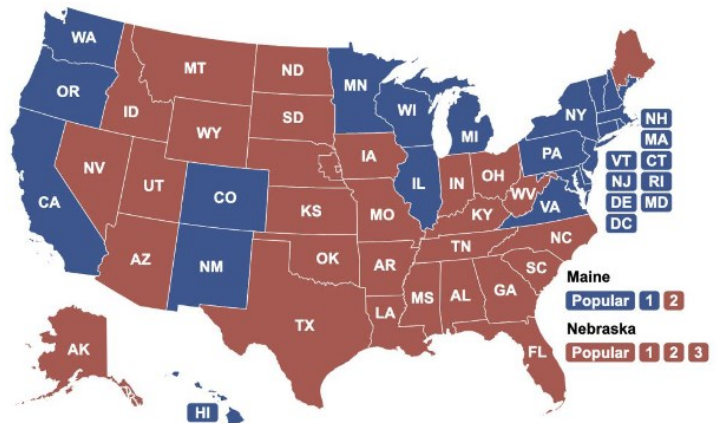 WA
MT
ND
MN
OR
ID
SD
WI
NY
NH
WY
MI
MA
IA
PA
VT CT
NV
NJ RI
UT
CO
IL
IN
OH
WV
DE MD
CA
KS
MO
KY
VA
DC
AZ
NM
OK
AR
TN
NC
SC
MS
AL
GA
Maine
LA
Popular 1 2
TX
Nebraska
AK
FL
Popular 1 2 3
HI